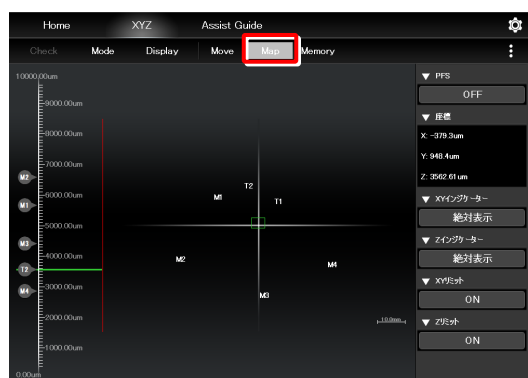 Home XYZ Assist Guide
Check Mode Display Move Map Memory
10000.00um
9000.00um
8000.00um
7000.00um
6000.00um
5000.00um
4000.00um
3000.00um
2000.00um
1000.00um
0.00um
M2
M1
M3
T2
M4
T2
M1
T1
M2
M4
M3
10.0mm
PFS
OFF
座標
X: -379.3um
Y: 948.4um
Z: 3562.61um
XYインジケーター
絶対表示
Zインジケーター
絶対表示
XYリミット
ON
Zリミット
ON